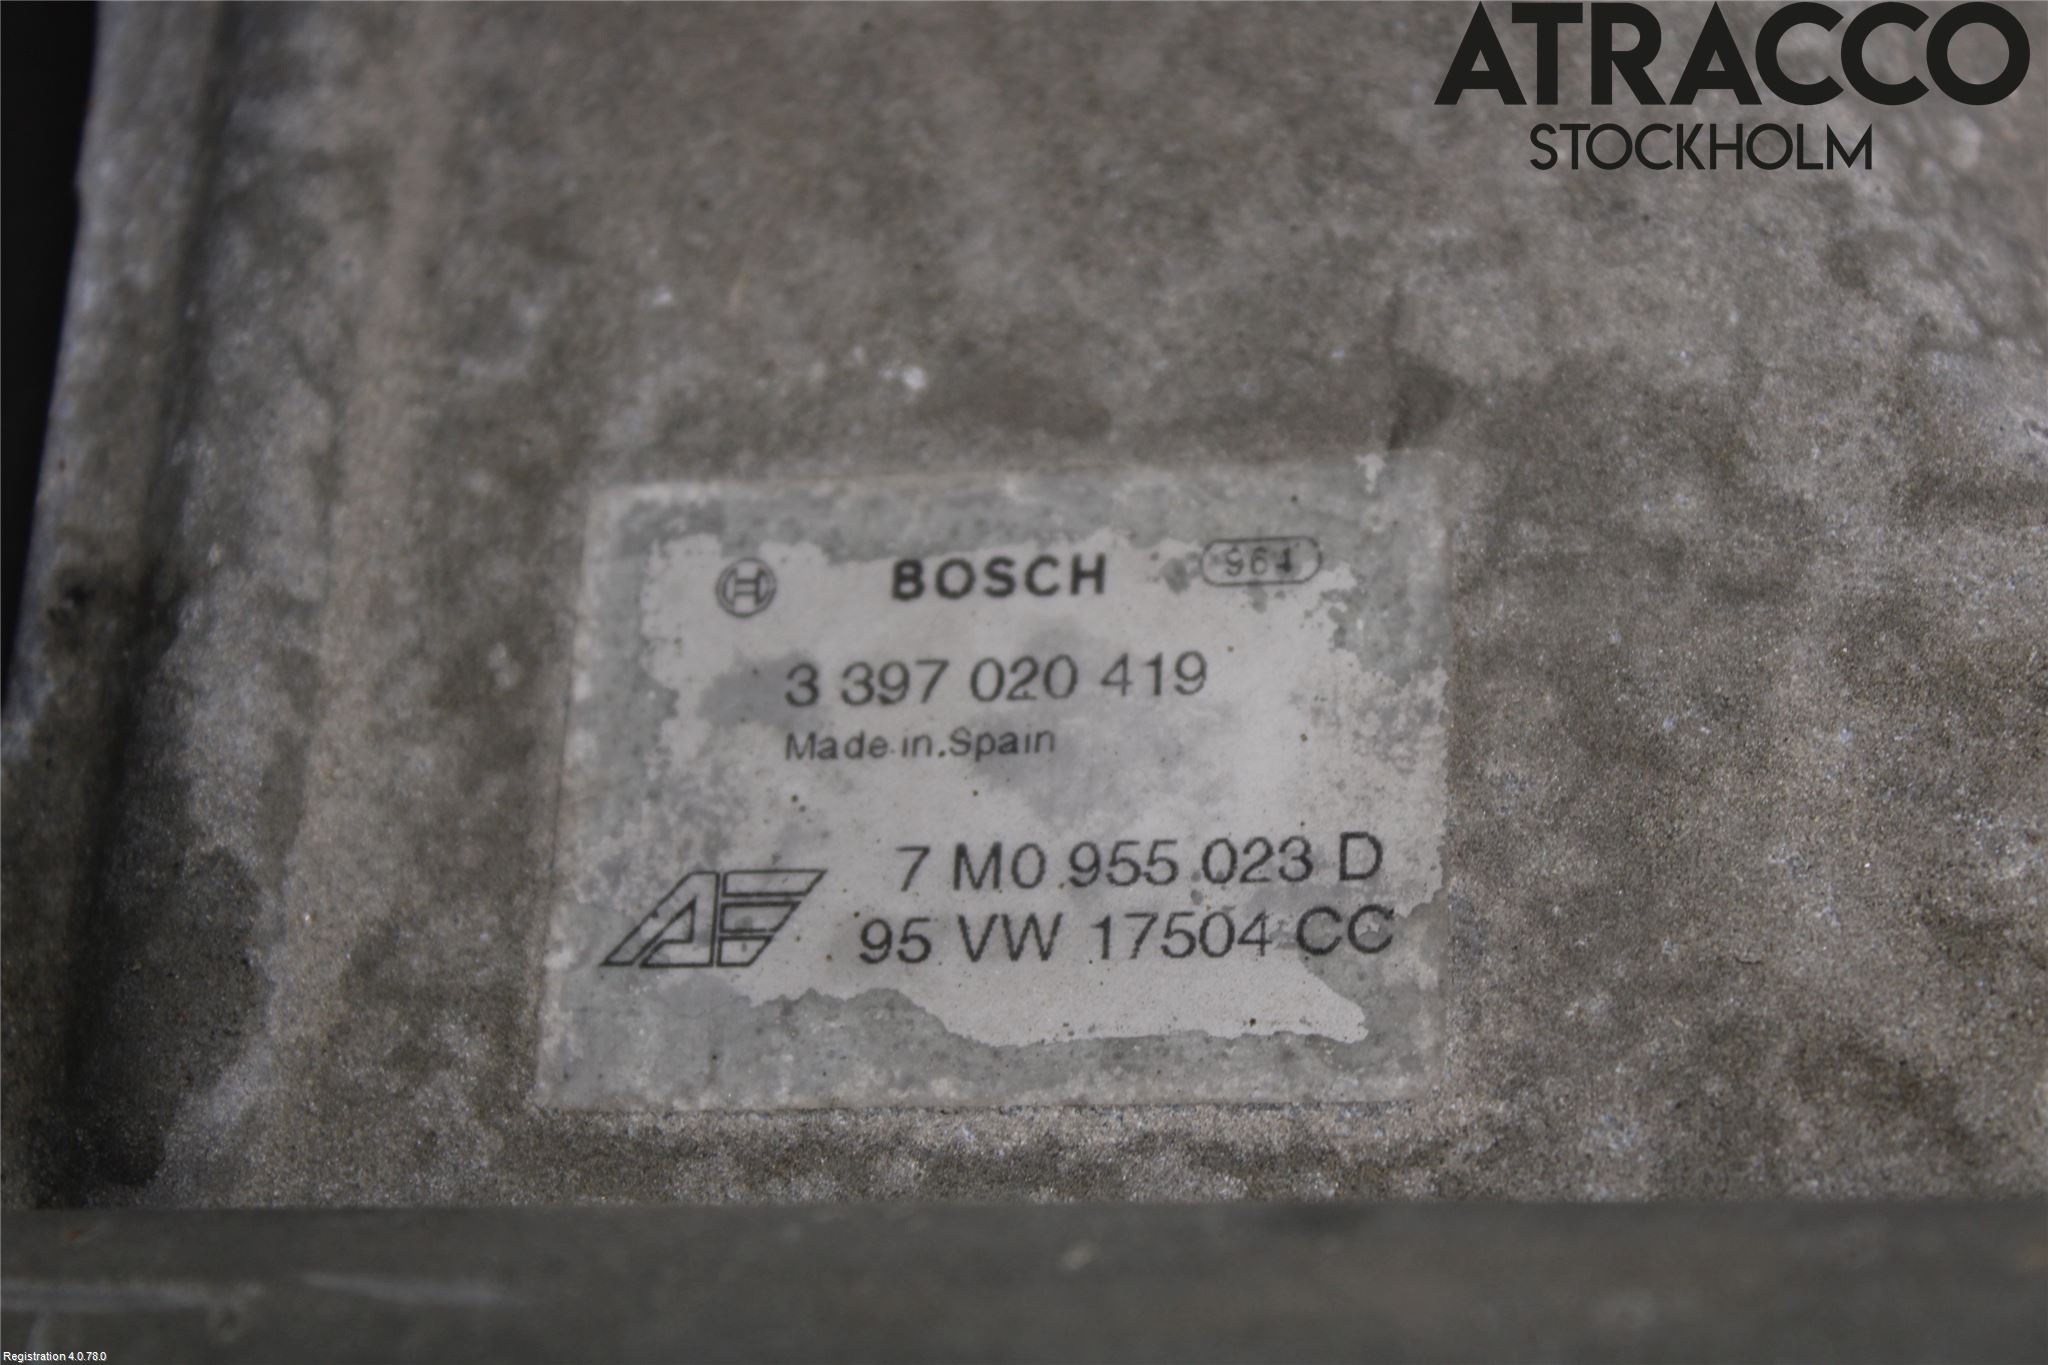 ATRACCO
STOCKHOLM
BOSCH 964
3 397 020 419
Made in Spain
7 M0 955 023 D
AE 95 VW 17504 CC
Registration 4.0.78.0